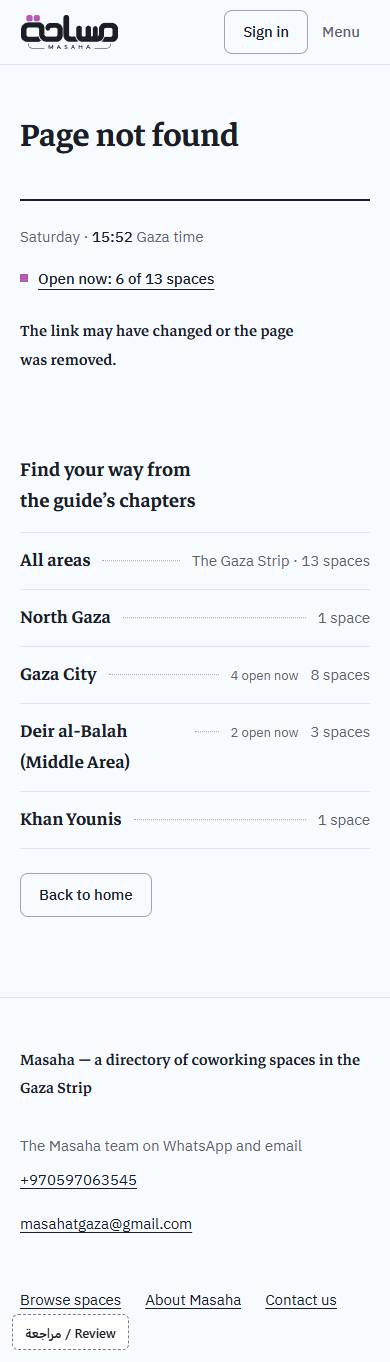 مساحة
MASAHA
Sign in
Menu
Page not found
Saturday · 15:52 Gaza time
Open now: 6 of 13 spaces
The link may have changed or the page
was removed.
Find your way from
the guide’s chapters
All areas The Gaza Strip · 13 spaces
North Gaza 1 space
Gaza City 4 open now 8 spaces
Deir al-Balah 2 open now 3 spaces
(Middle Area)
Khan Younis 1 space
Back to home
Masaha — a directory of coworking spaces in the
Gaza Strip
The Masaha team on WhatsApp and email
+970597063545
masahatgaza@gmail.com
Browse spaces About Masaha Contact us
مراجعة / Review